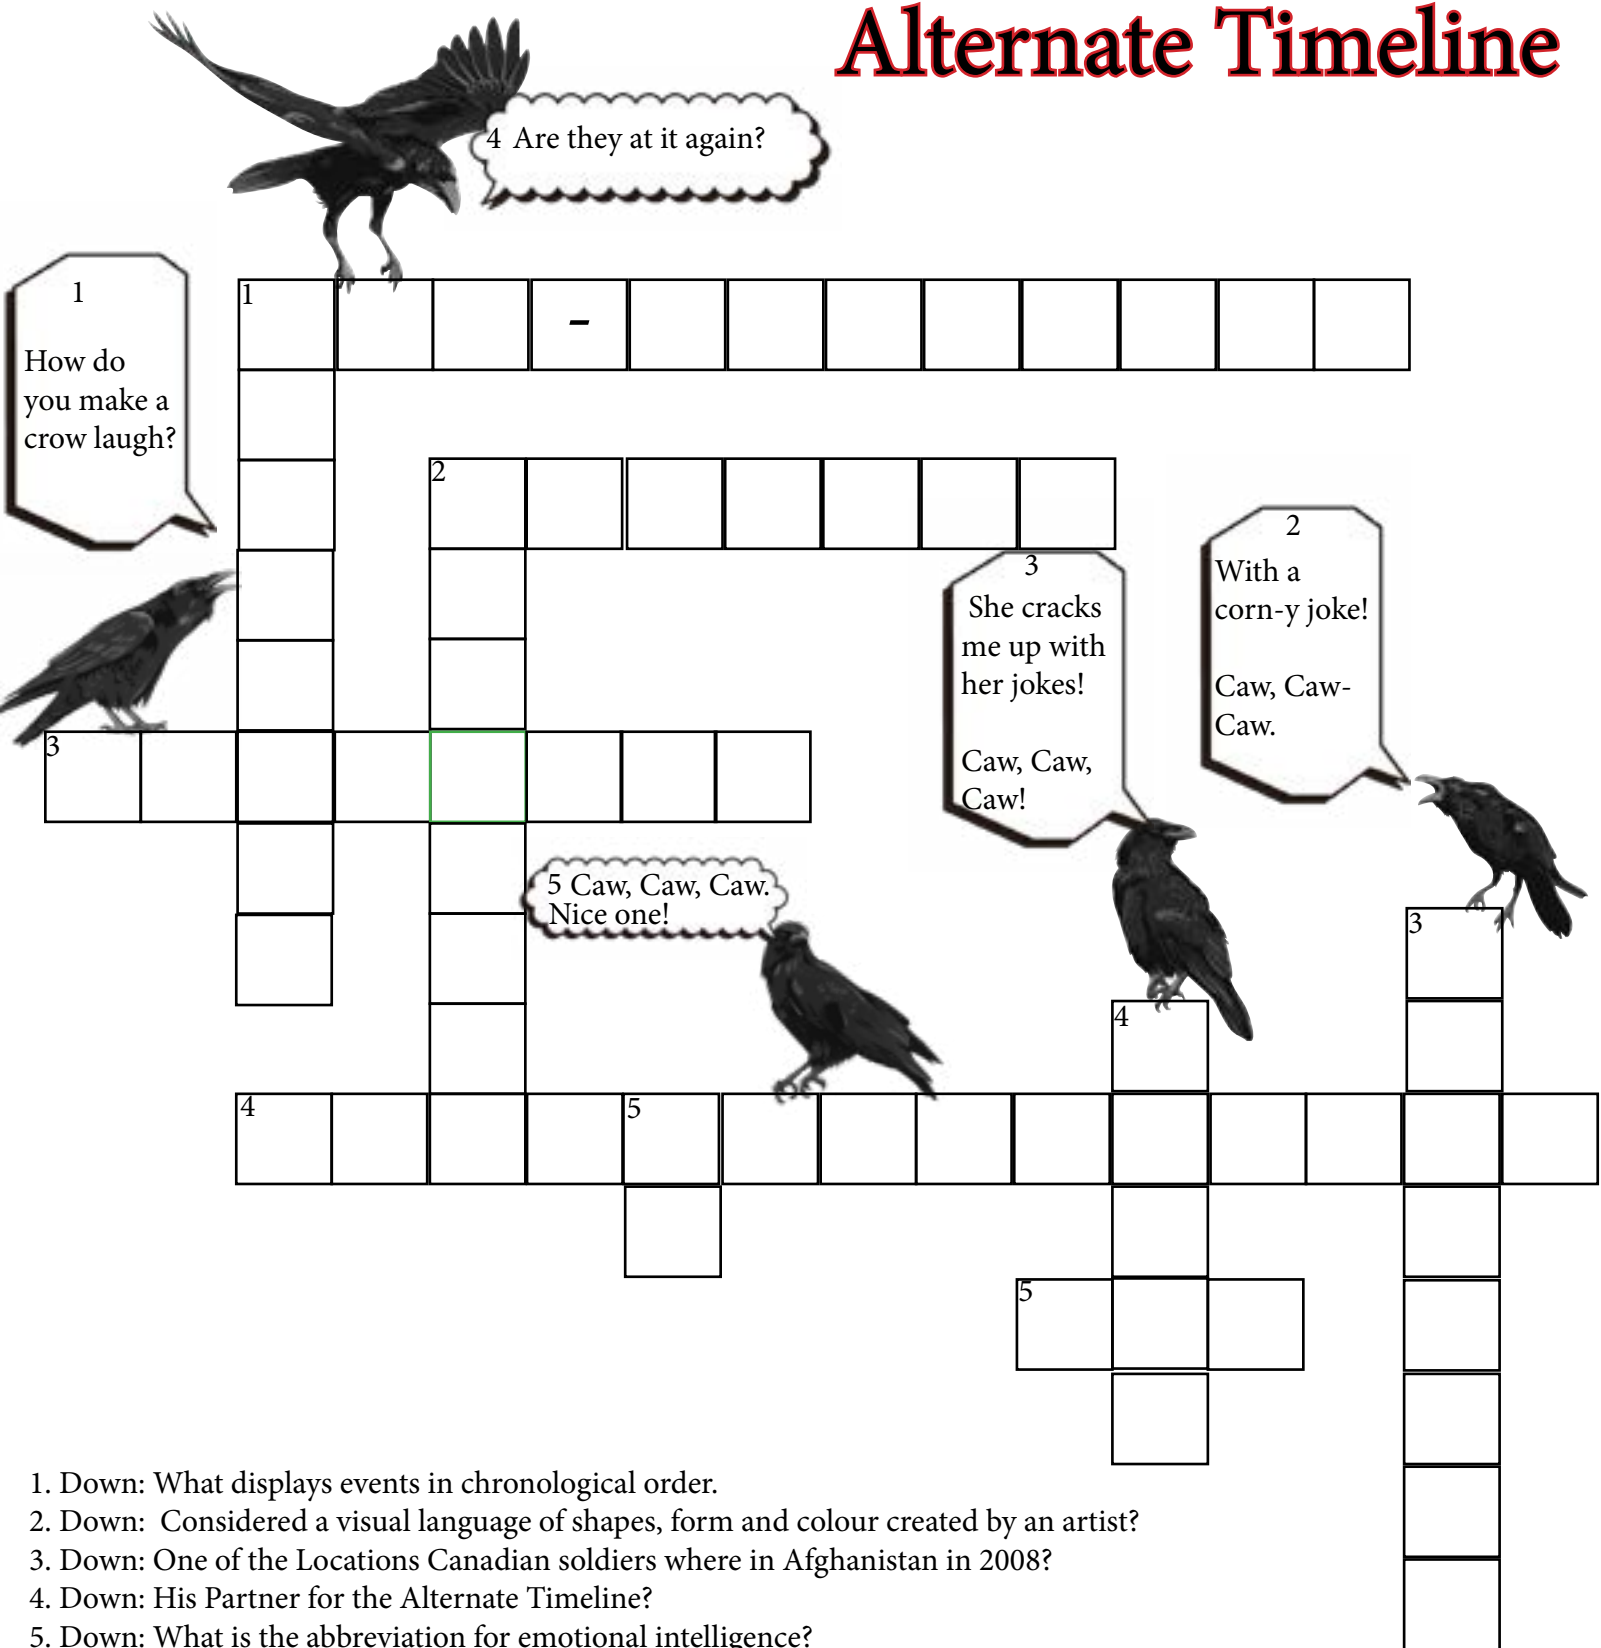 Alternate Timeline
4 Are they at it again?
1
How do
you make a
crow laugh?
1
–
2
2
With a
corn-y joke!
Caw, Caw-
Caw.
3
She cracks
me up with
her jokes!
Caw, Caw,
Caw!
3
5 Caw, Caw, Caw.
Nice one!
3
4
4
5
5
1. Down: What displays events in chronological order.
2. Down: Considered a visual language of shapes, form and colour created by an artist?
3. Down: One of the Locations Canadian soldiers where in Afghanistan in 2008?
4. Down: His Partner for the Alternate Timeline?
5. Down: What is the abbreviation for emotional intelligence?